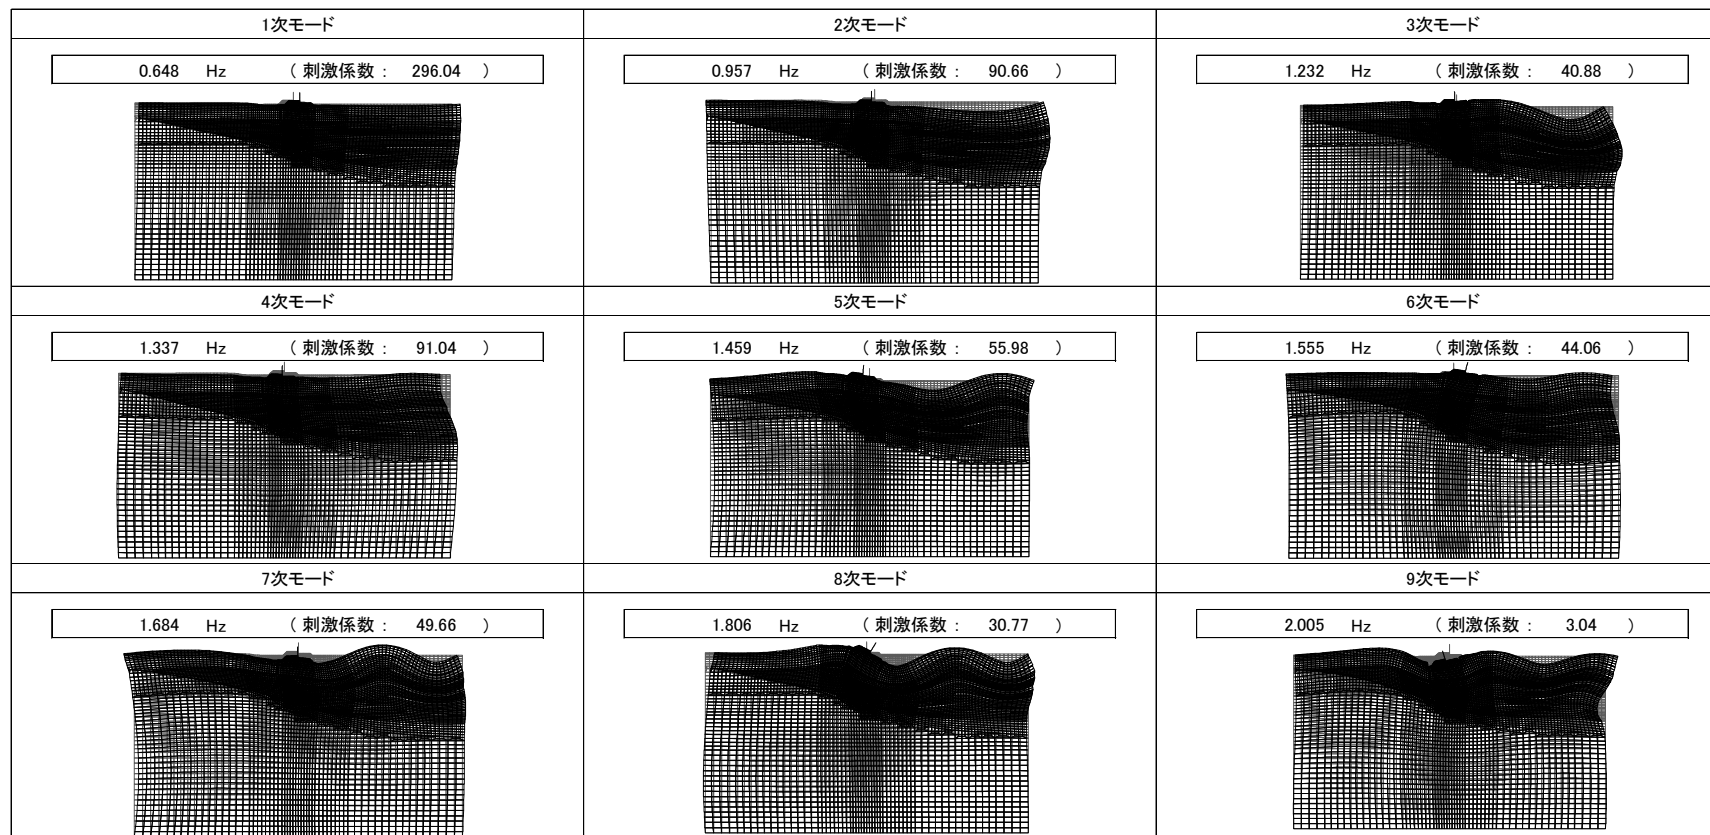 1次モード 2次モード 3次モード
0.648 Hz （ 刺激係数 : 296.04 ） 0.957 Hz （ 刺激係数 : 90.66 ） 1.232 Hz （ 刺激係数 : 40.88 ）
4次モード 5次モード 6次モード
1.337 Hz （ 刺激係数 : 91.04 ） 1.459 Hz （ 刺激係数 : 55.98 ） 1.555 Hz （ 刺激係数 : 44.06 ）
7次モード 8次モード 9次モード
1.684 Hz （ 刺激係数 : 49.66 ） 1.806 Hz （ 刺激係数 : 30.77 ） 2.005 Hz （ 刺激係数 : 3.04 ）